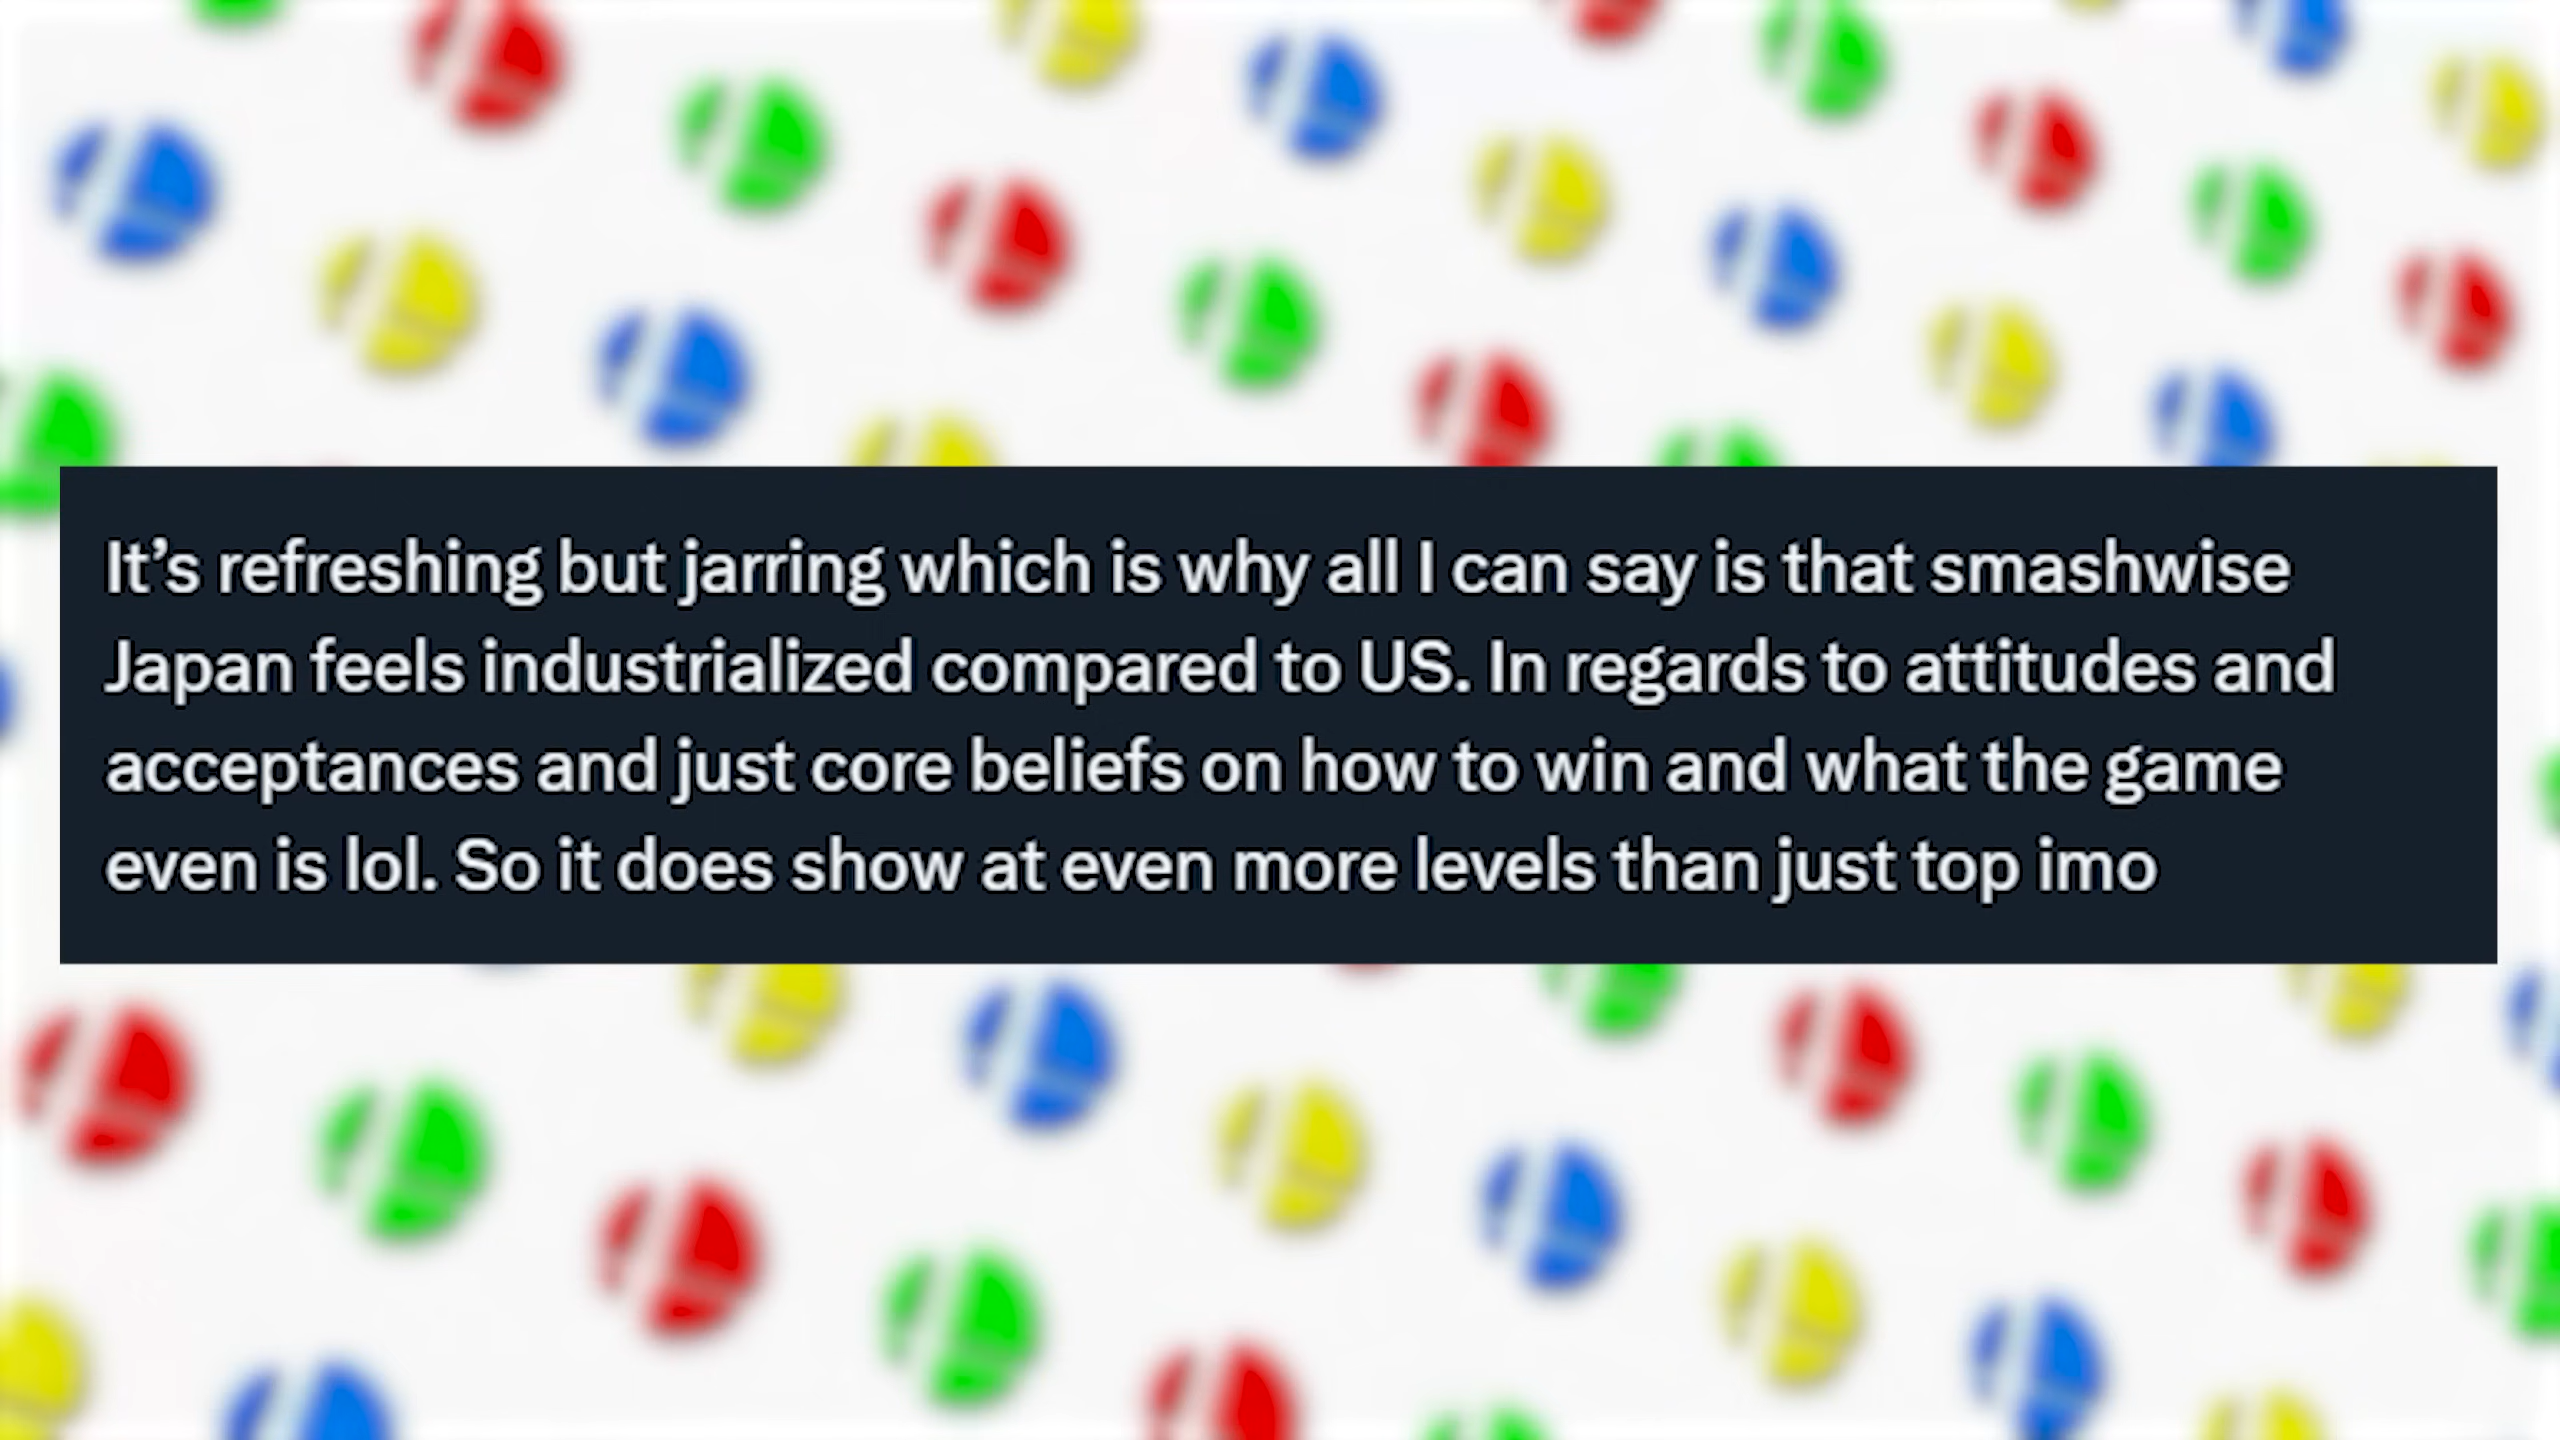 It’s refreshing but jarring which is why all I can say is that smashwise
Japan feels industrialized compared to US. In regards to attitudes and
acceptances and just core beliefs on how to win and what the game
even is lol. So it does show at even more levels than just top imo